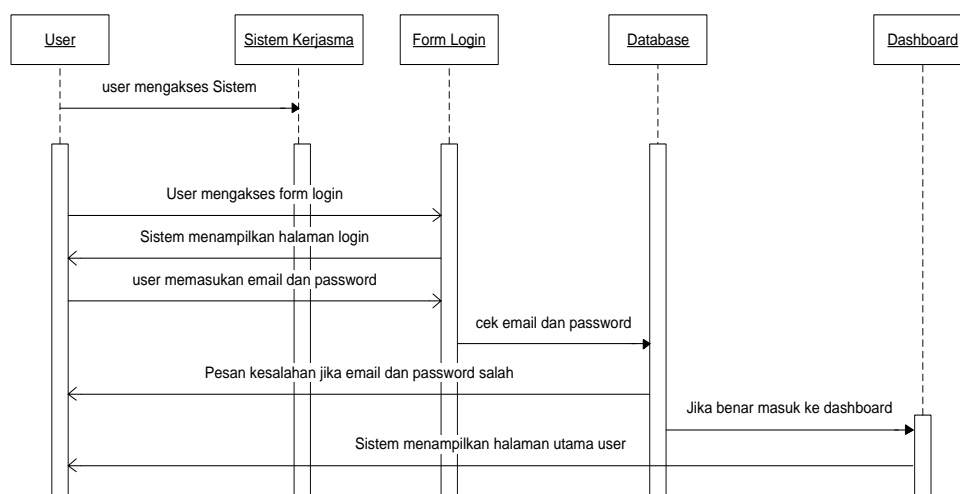 User
Sistem Kerjasma
Form Login
Database
Dashboard
user mengakses Sistem
User mengakses form login
Sistem menampilkan halaman login
user memasukan email dan password
cek email dan password
Pesan kesalahan jika email dan password salah
Jika benar masuk ke dashboard
Sistem menampilkan halaman utama user